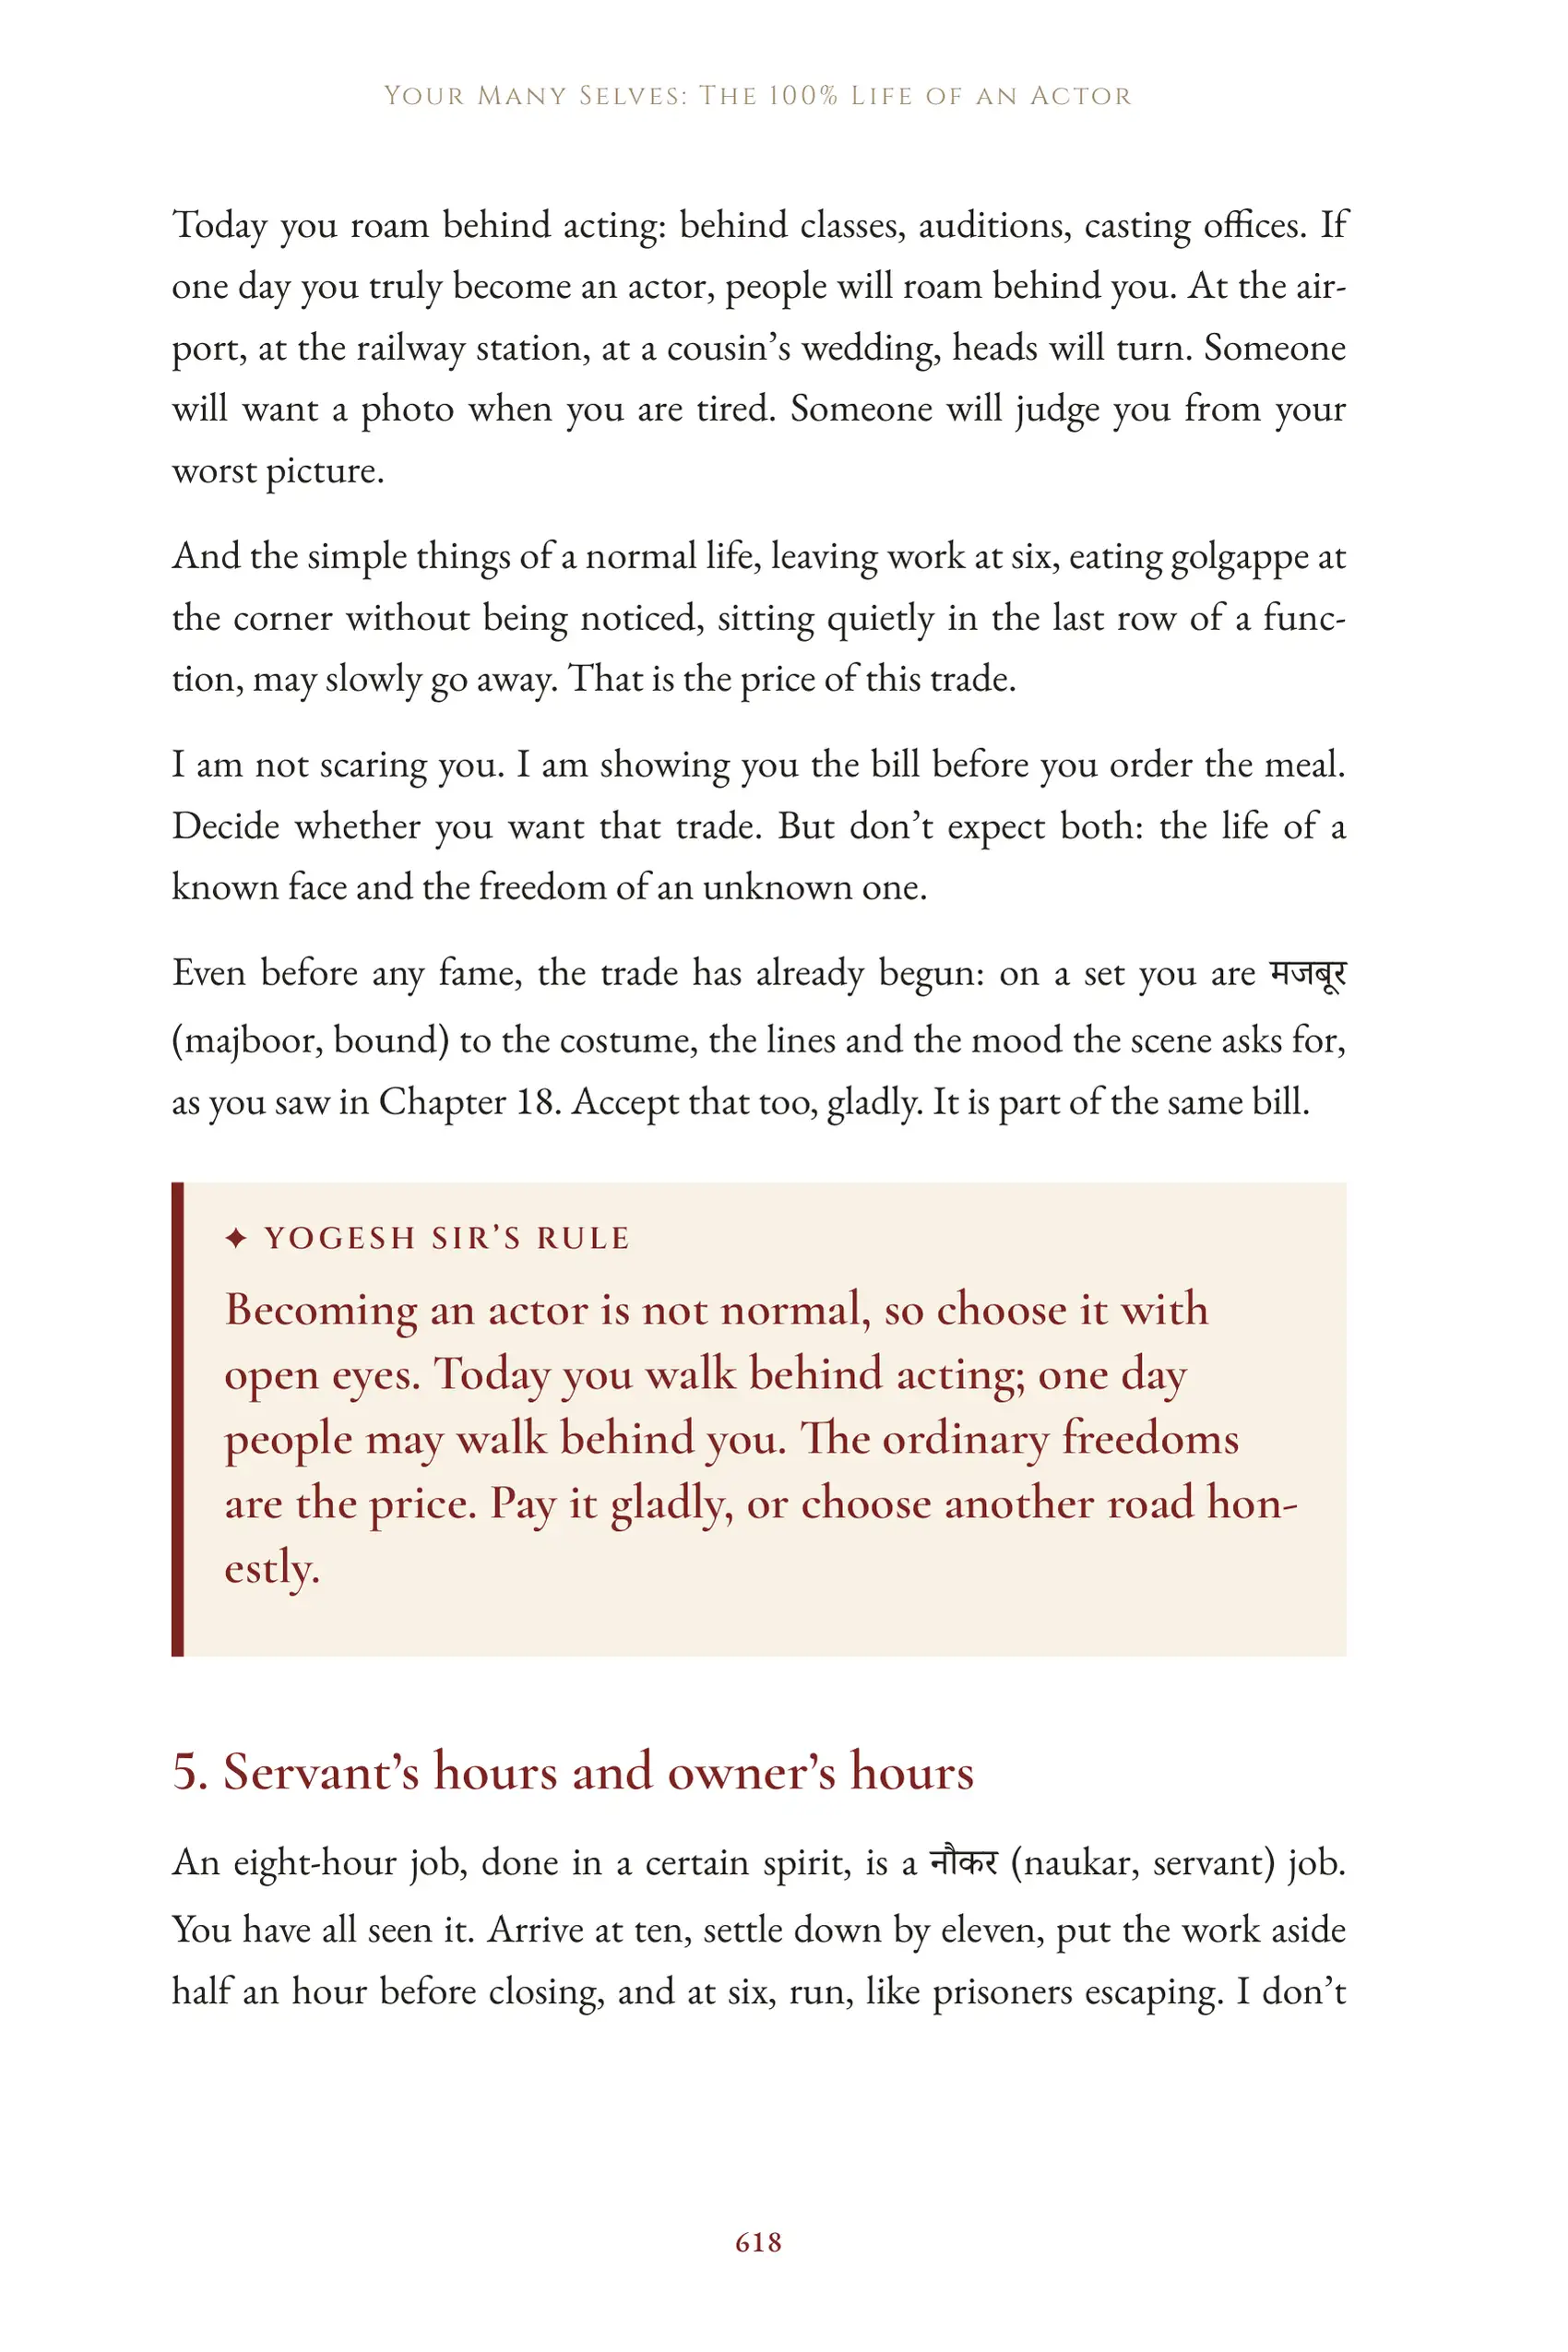 Your Many Selves: The 100% Life of an Actor
Today you roam behind acting: behind classes, auditions, casting offices. If
one day you truly become an actor, people will roam behind you. At the air-
port, at the railway station, at a cousin’s wedding, heads will turn. Someone
will want a photo when you are tired. Someone will judge you from your
worst picture.
And the simple things of a normal life, leaving work at six, eating golgappe at
the corner without being noticed, sitting quietly in the last row of a func-
tion, may slowly go away. That is the price of this trade.
I am not scaring you. I am showing you the bill before you order the meal.
Decide whether you want that trade. But don’t expect both: the life of a
known face and the freedom of an unknown one.
Even before any fame, the trade has already begun: on a set you are मजबूर
(majboor, bound) to the costume, the lines and the mood the scene asks for,
as you saw in Chapter 18. Accept that too, gladly. It is part of the same bill.
✦ YOGESH SIR’S RULE
Becoming an actor is not normal, so choose it with
open eyes. Today you walk behind acting; one day
people may walk behind you. The ordinary freedoms
are the price. Pay it gladly, or choose another road hon-
estly.
5. Servant’s hours and owner’s hours
An eight-hour job, done in a certain spirit, is a नौकर (naukar, servant) job.
You have all seen it. Arrive at ten, settle down by eleven, put the work aside
half an hour before closing, and at six, run, like prisoners escaping. I don’t
618